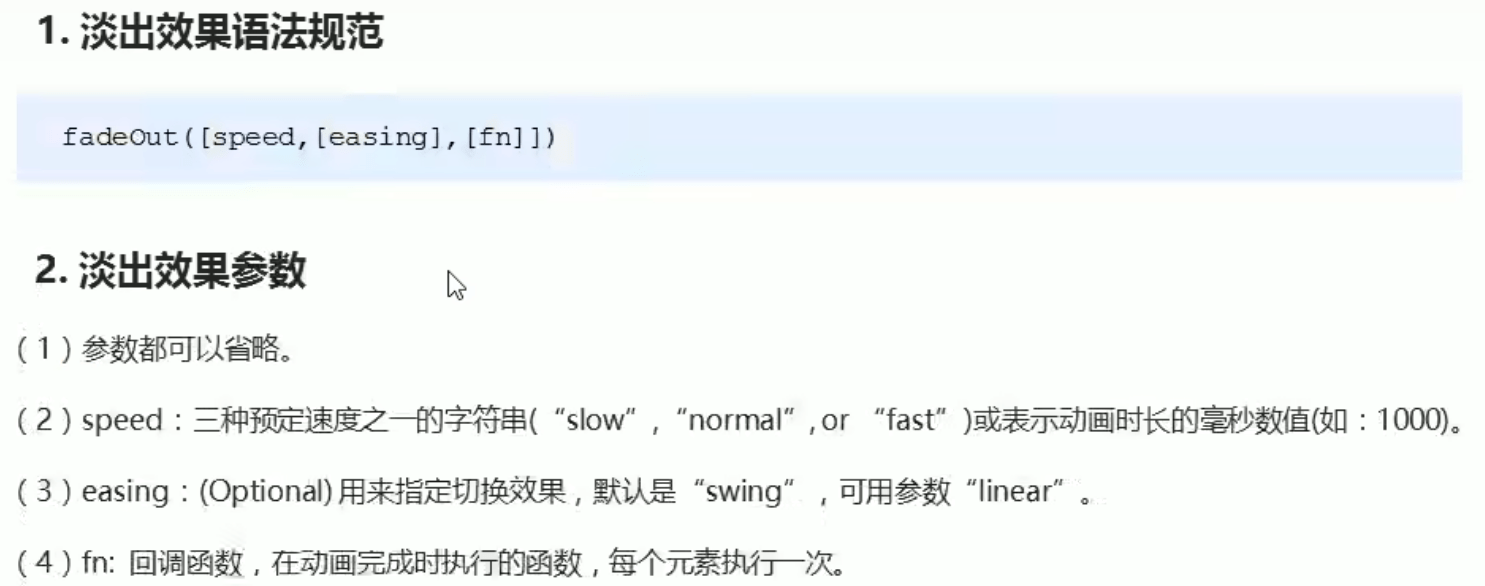 1. 淡出效果语法规范
fadeOut([speed,[easing],[fn]])
2. 淡出效果参数
（1）参数都可以省略。
（2）speed：三种预定速度之一的字符串(“slow”，“normal”, or “fast”)或表示动画时长的毫秒数值(如：1000)。
（3）easing：(Optional) 用来指定切换效果，默认是“swing”，可用参数“linear”。
（4）fn: 回调函数，在动画完成时执行的函数，每个元素执行一次。